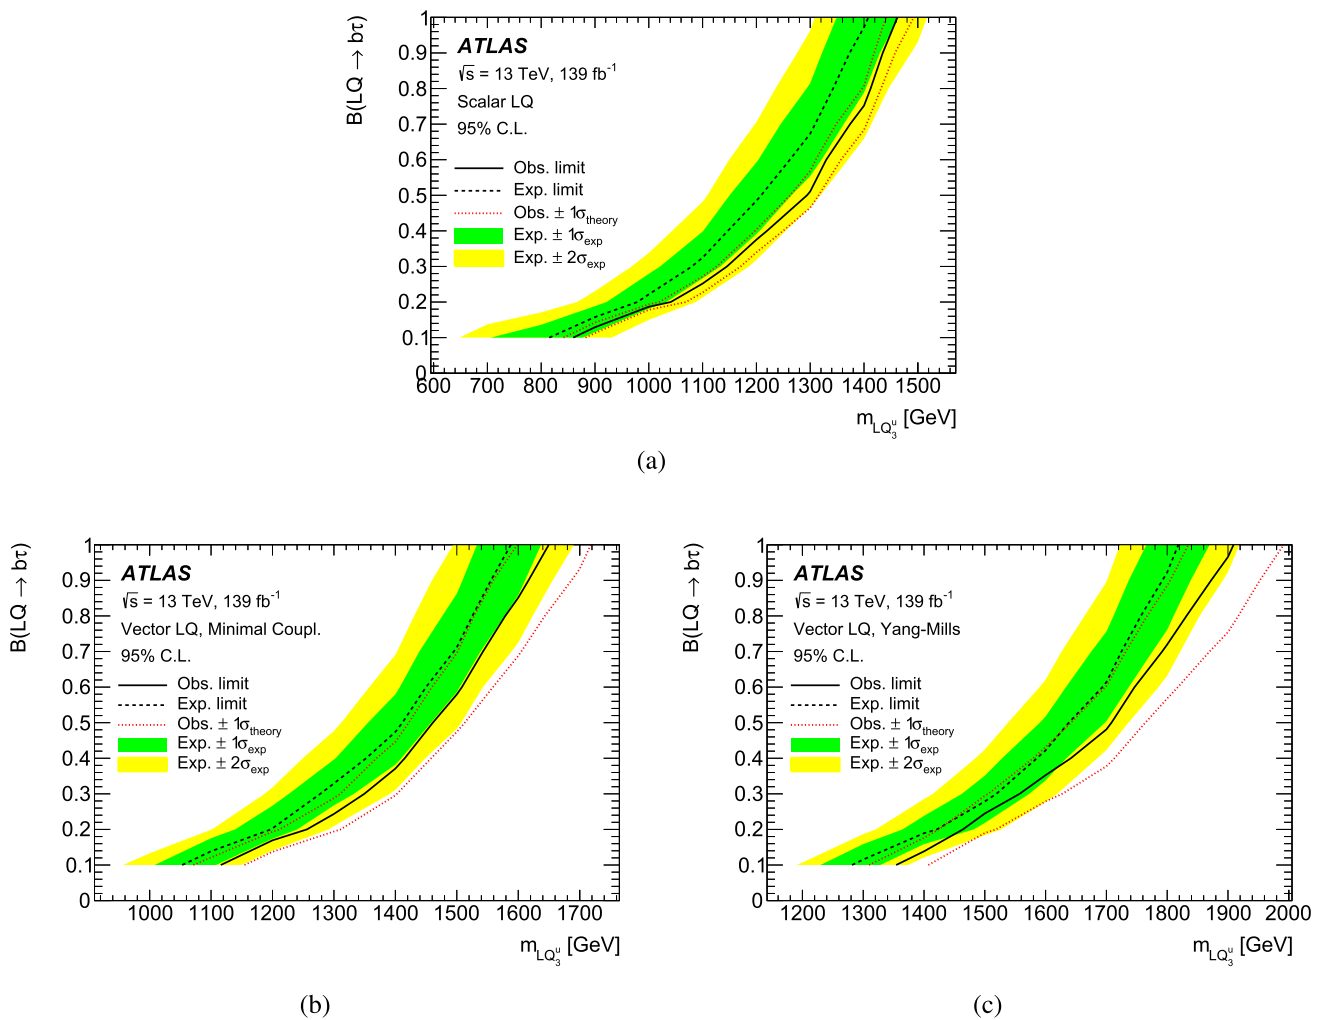 B(LQ → bτ)
1
0.9
0.8
0.7
0.6
0.5
0.4
0.3
0.2
0.1
0
ATLAS
√s = 13 TeV, 139 fb-1
Scalar LQ
95% C.L.
Obs. limit
Exp. limit
Obs. ± 1σtheory
Exp. ± 1σexp
Exp. ± 2σexp
600 700 800 900 1000 1100 1200 1300 1400 1500
mLQ3u [GeV]
(a)
B(LQ → bτ)
1
0.9
0.8
0.7
0.6
0.5
0.4
0.3
0.2
0.1
0
ATLAS
√s = 13 TeV, 139 fb-1
Vector LQ, Minimal Coupl.
95% C.L.
Obs. limit
Exp. limit
Obs. ± 1σtheory
Exp. ± 1σexp
Exp. ± 2σexp
1000 1100 1200 1300 1400 1500 1600 1700
mLQ3u [GeV]
(b)
B(LQ → bτ)
1
0.9
0.8
0.7
0.6
0.5
0.4
0.3
0.2
0.1
0
ATLAS
√s = 13 TeV, 139 fb-1
Vector LQ, Yang-Mills
95% C.L.
Obs. limit
Exp. limit
Obs. ± 1σtheory
Exp. ± 1σexp
Exp. ± 2σexp
1200 1300 1400 1500 1600 1700 1800 1900 2000
mLQ3u [GeV]
(c)